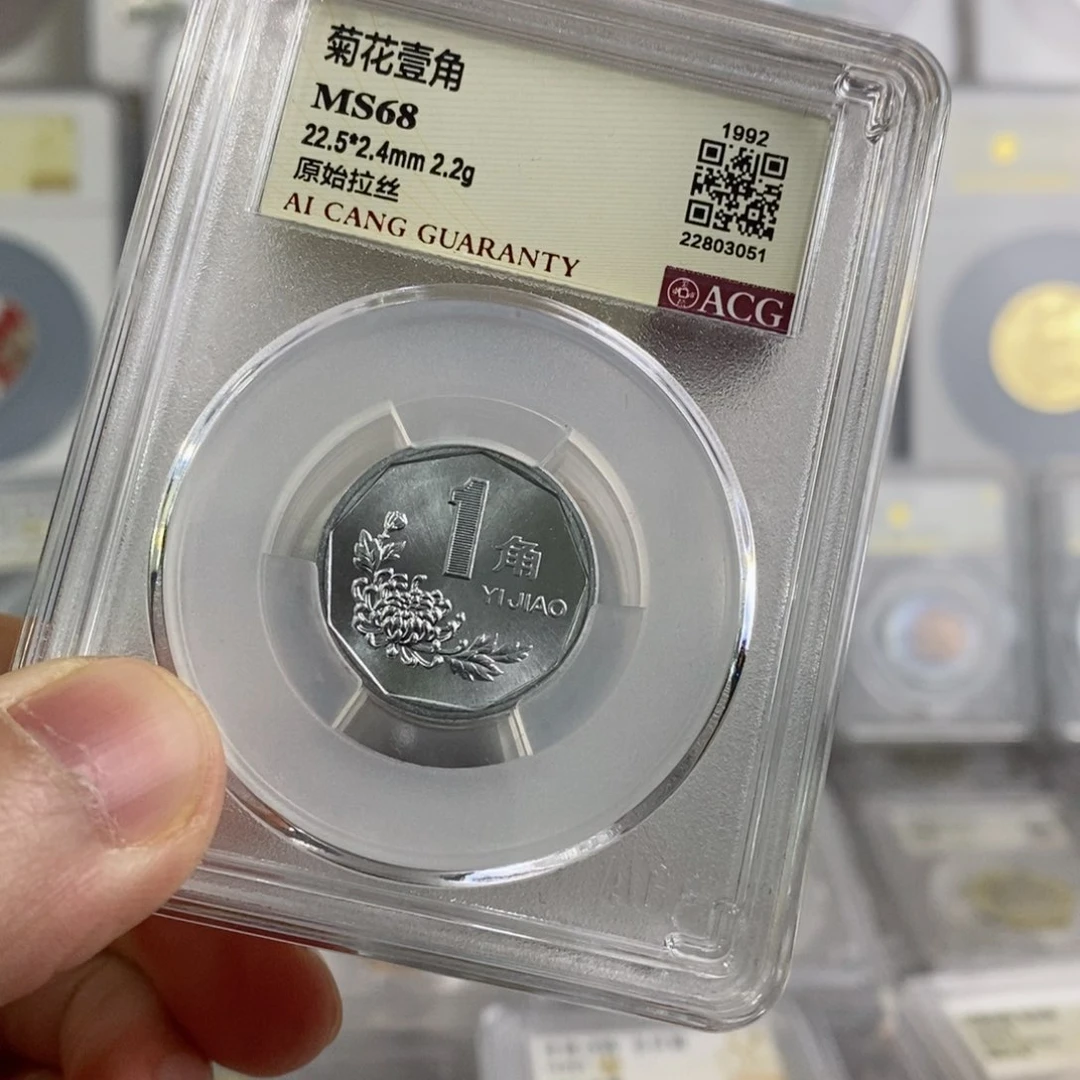 菊花壹角
MS68
22.5*2.4mm 2.2g
原始拉丝
AI CANG GUARANTY
1992
22803051
ACG
1
角
YI JIAO